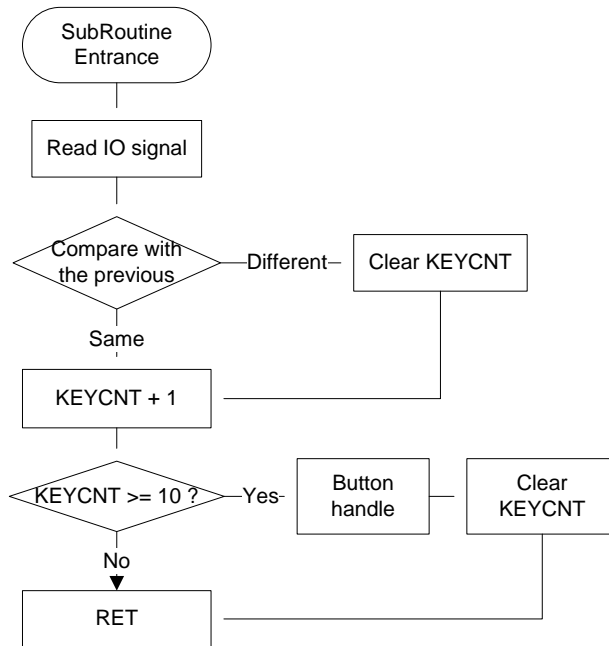 SubRoutine
Entrance
Read IO signal
Compare with
the previous
Different
Clear KEYCNT
Same
KEYCNT + 1
KEYCNT >= 10 ?
Yes
Button
handle
Clear
KEYCNT
No
RET